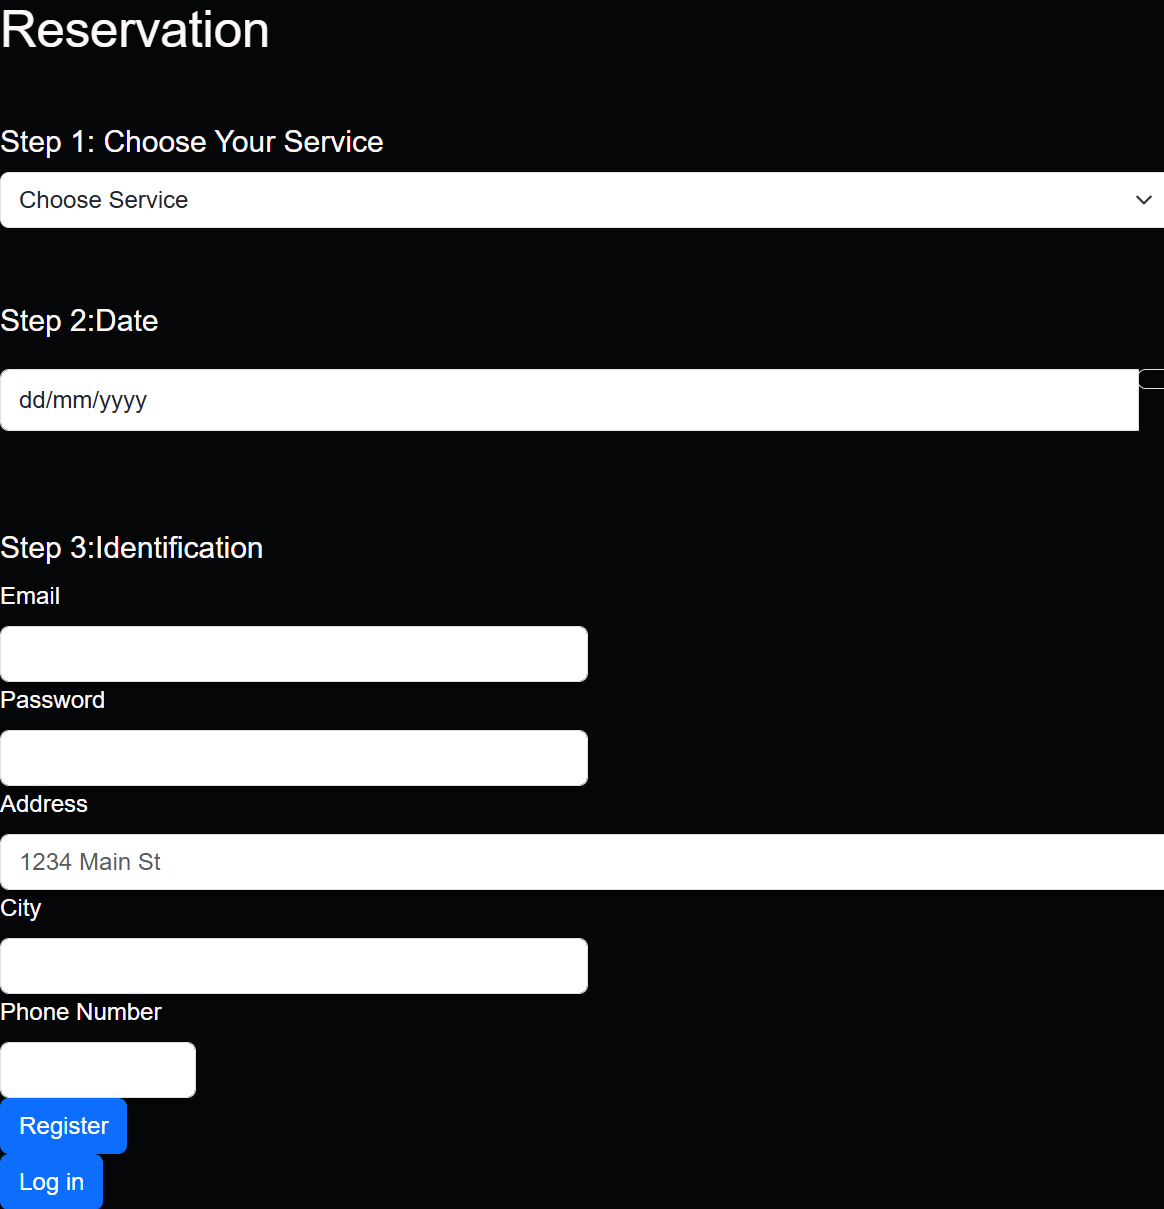 Reservation
Step 1: Choose Your Service
Choose Service
Step 2:Date
dd/mm/yyyy
Step 3:Identification
Email
Password
Address
1234 Main St
City
Phone Number
Register
Log in